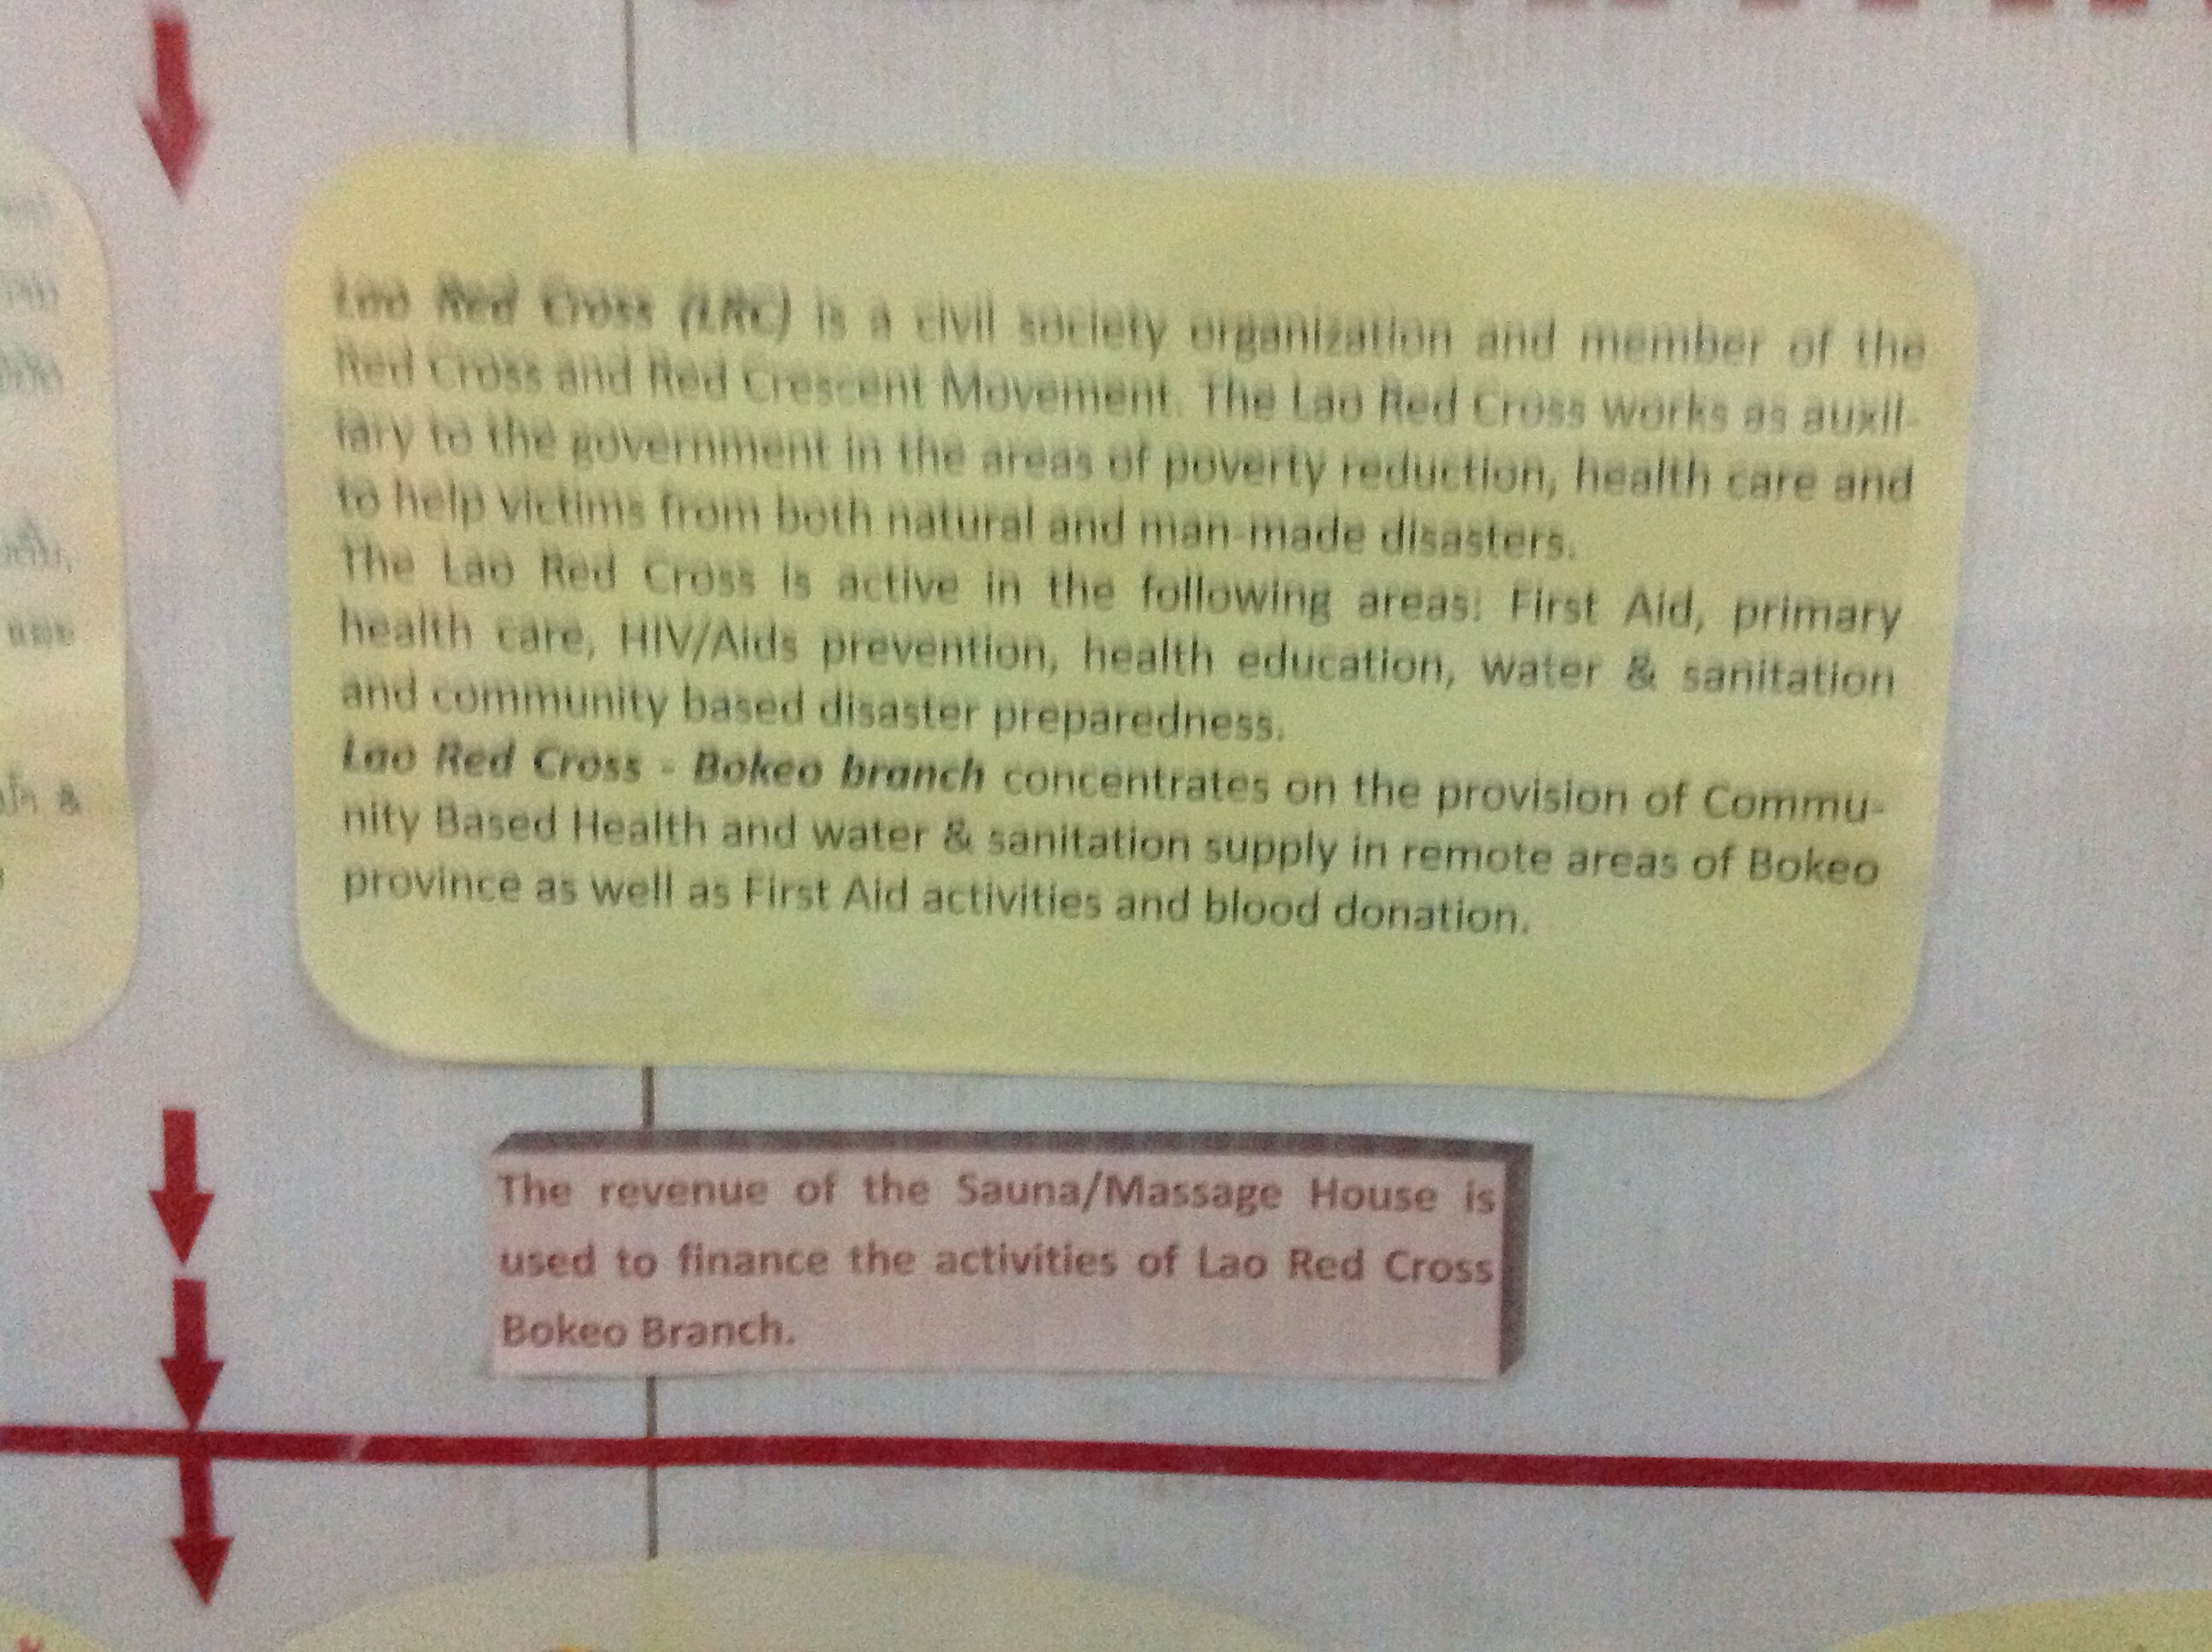 Lao Red Cross (LRC) is a civil society organization and member of the
Red Cross and Red Crescent Movement. The Lao Red Cross works as auxil-
iary to the government in the areas of poverty reduction, health care and
to help victims from both natural and man-made disasters.
The Lao Red Cross is active in the following areas: First Aid, primary
health care, HIV/Aids prevention, health education, water & sanitation
and community based disaster preparedness.
Lao Red Cross - Bokeo branch concentrates on the provision of Commu-
nity Based Health and water & sanitation supply in remote areas of Bokeo
province as well as First Aid activities and blood donation.
The revenue of the Sauna/Massage House is
used to finance the activities of Lao Red Cross
Bokeo Branch.